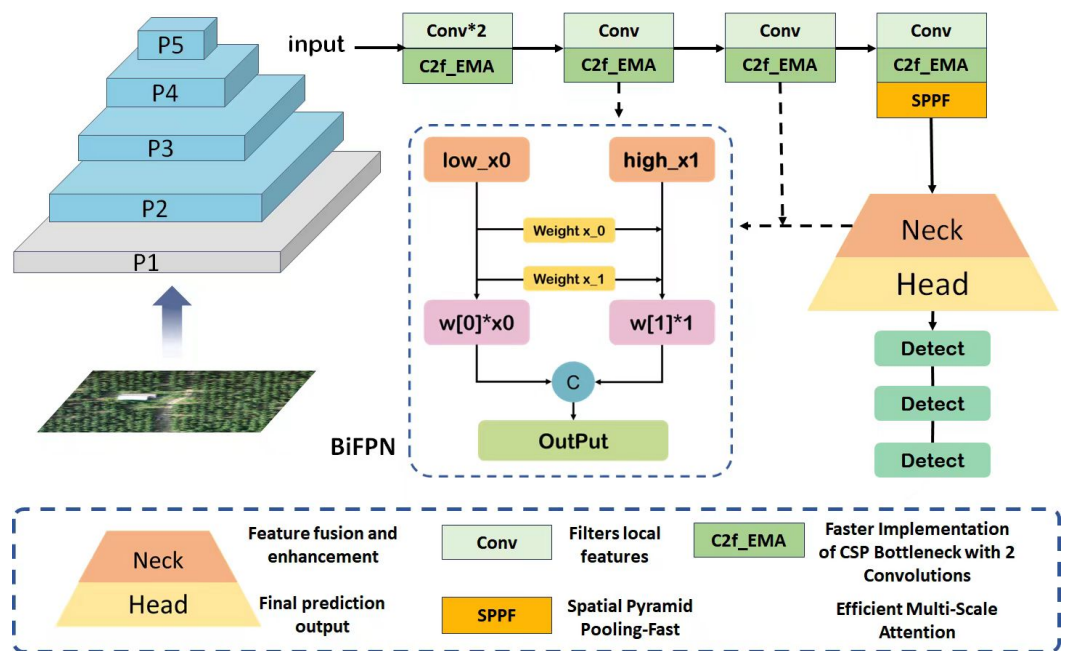 P5
P4
P3
P2
P1
input
Conv*2
C2f_EMA
Conv
C2f_EMA
Conv
C2f_EMA
Conv
C2f_EMA
SPPF
low_x0
high_x1
Weight x_0
Weight x_1
w[0]*x0
w[1]*1
C
OutPut
BiFPN
Neck
Head
Detect
Detect
Detect
Neck
Head
Feature fusion and
enhancement
Final prediction
output
Conv
Filters local
features
SPPF
Spatial Pyramid
Pooling-Fast
C2f_EMA
Faster Implementation
of CSP Bottleneck with 2
Convolutions
Efficient Multi-Scale
Attention